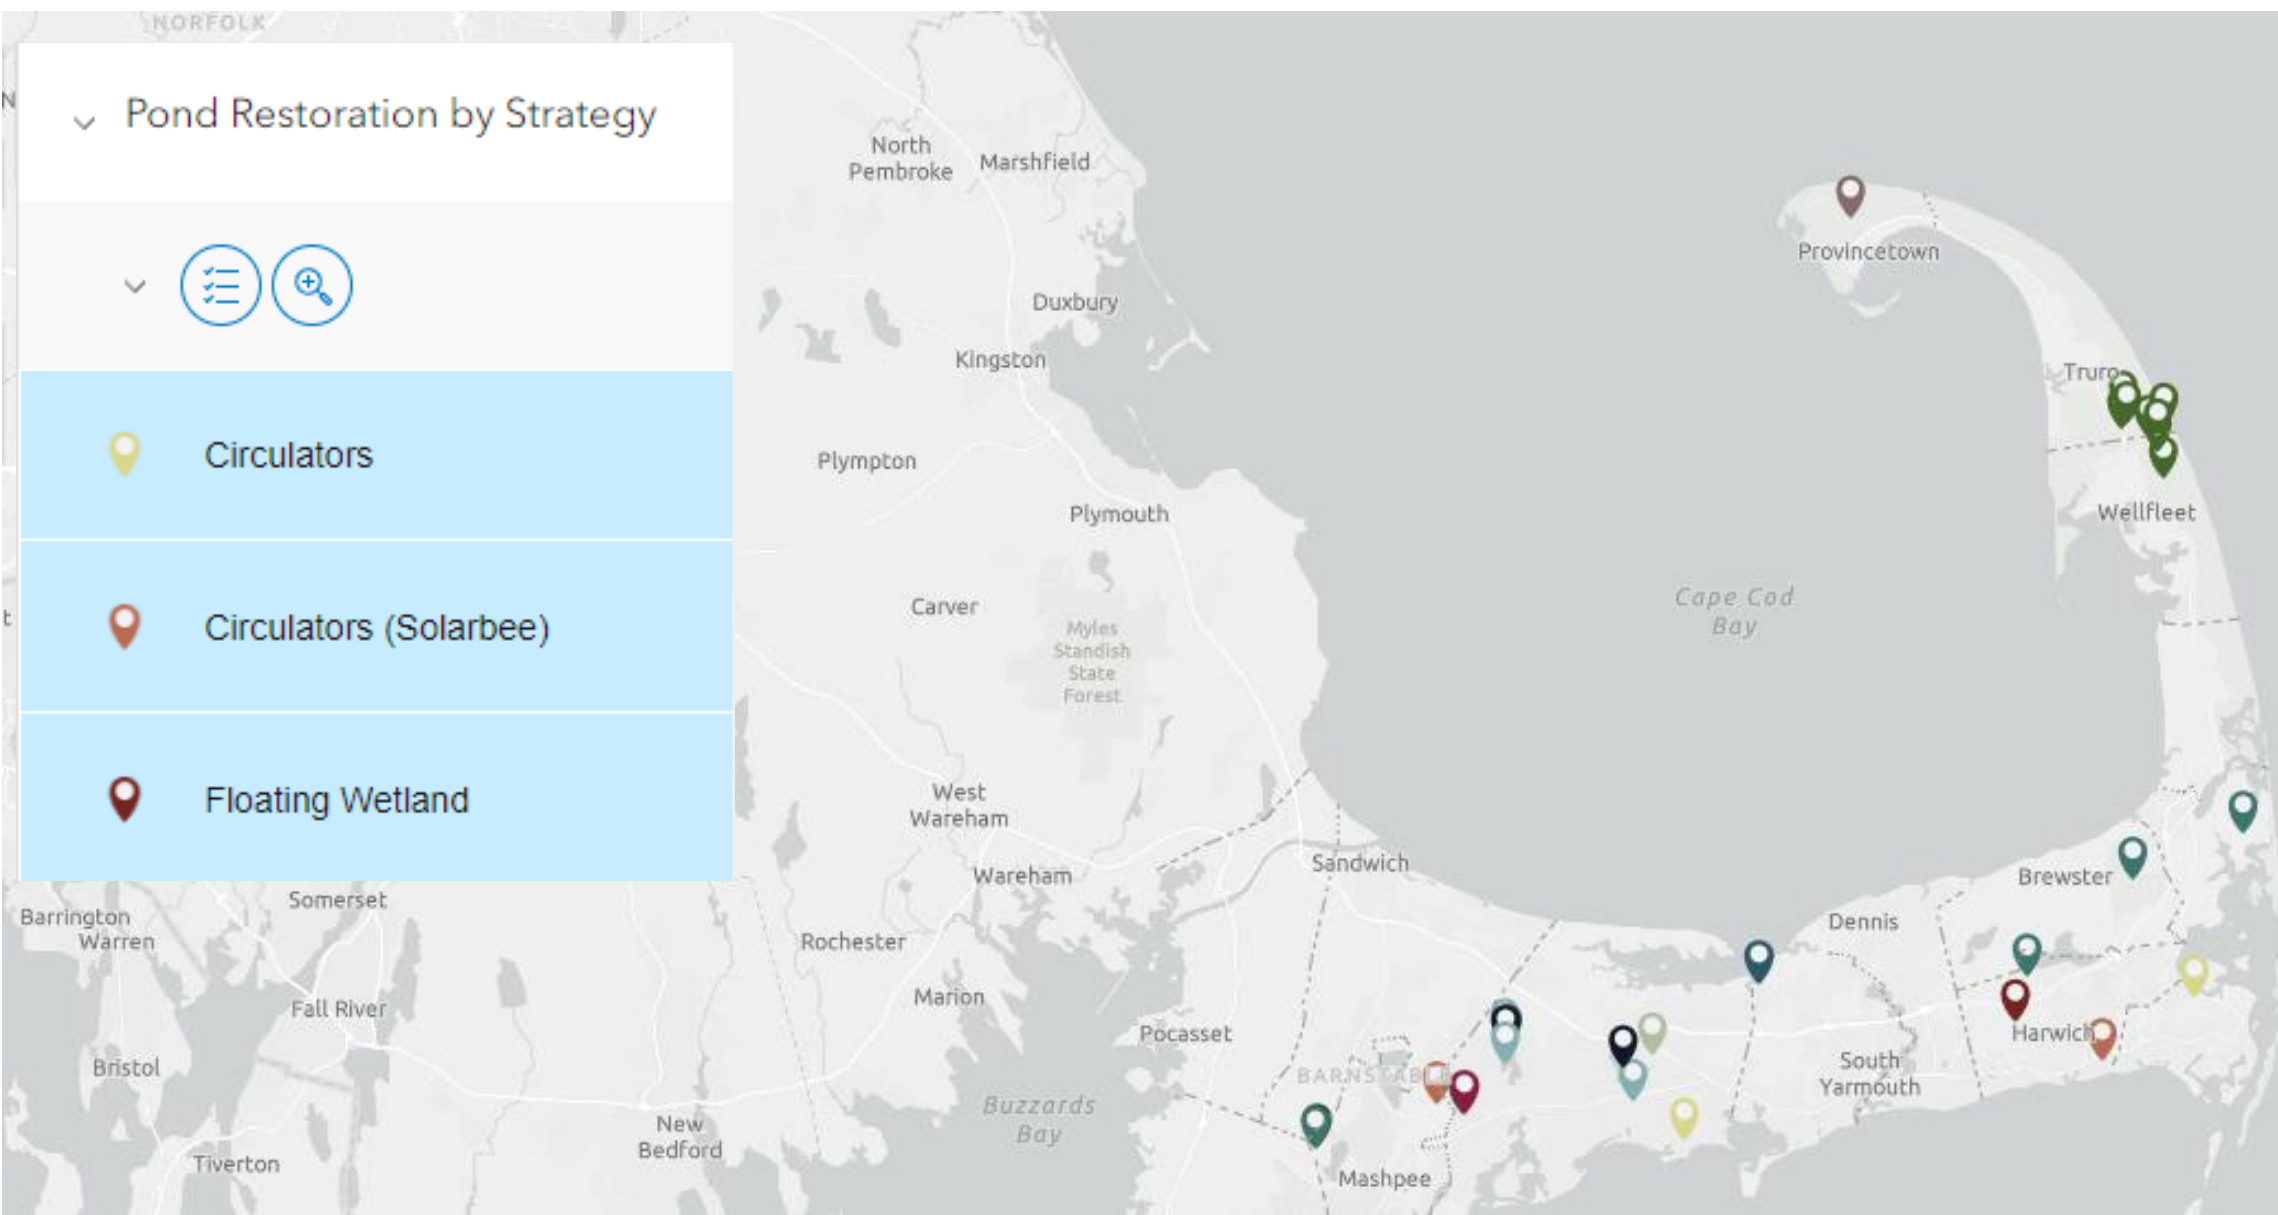 NORFOLK
N
Pond Restoration by Strategy
Circulators
Circulators (Solarbee)
Floating Wetland
t
North
Pembroke
Marshfield
Duxbury
Kingston
Plympton
Plymouth
Carver
Myles
Standish
State
Forest
West
Wareham
Wareham
Rochester
Marion
Somerset
Barrington
Warren
Fall River
Bristol
Tiverton
New
Bedford
Buzzards
Bay
Pocasset
Sandwich
BARNSTABLE
Mashpee
Cape Cod
Bay
Provincetown
Truro
Wellfleet
Brewster
Dennis
Harwich
South
Yarmouth